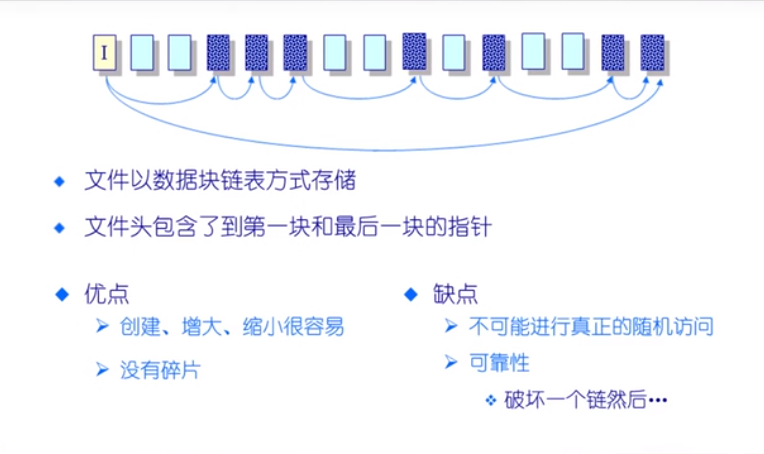 I
文件以数据块链表方式存储
文件头包含了到第一块和最后一块的指针
优点
创建、增大、缩小很容易
没有碎片
缺点
不可能进行真正的随机访问
可靠性
破坏一个链然后…